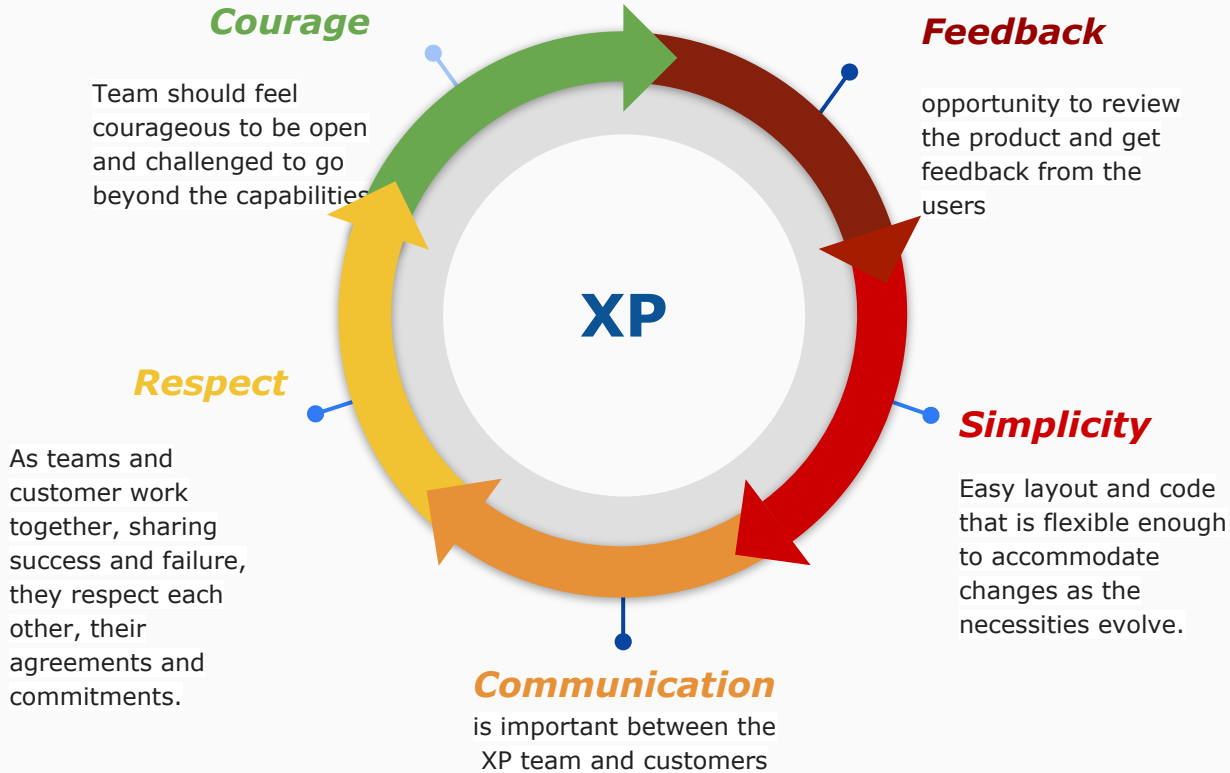 Courage
Team should feel
courageous to be open
and challenged to go
beyond the capabilities
Feedback
opportunity to review
the product and get
feedback from the
users
XP
Respect
As teams and
customer work
together, sharing
success and failure,
they respect each
other, their
agreements and
commitments.
Simplicity
Easy layout and code
that is flexible enough
to accommodate
changes as the
necessities evolve.
Communication
is important between the
XP team and customers